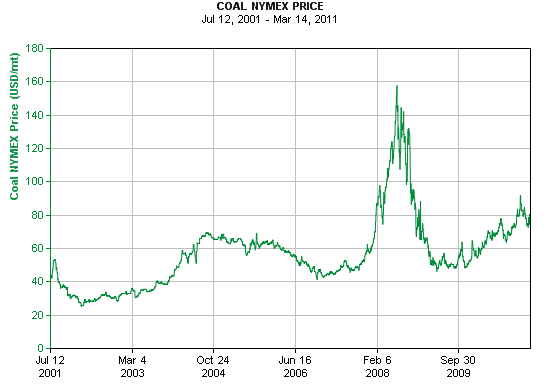 COAL NYMEX PRICE
Jul 12, 2001 - Mar 14, 2011
Coal NYMEX Price (USD/mt)
180
160
140
120
100
80
60
40
20
0
Jul 12 Mar 4 Oct 24 Jun 16 Feb 6 Sep 30
2001 2003 2004 2006 2008 2009